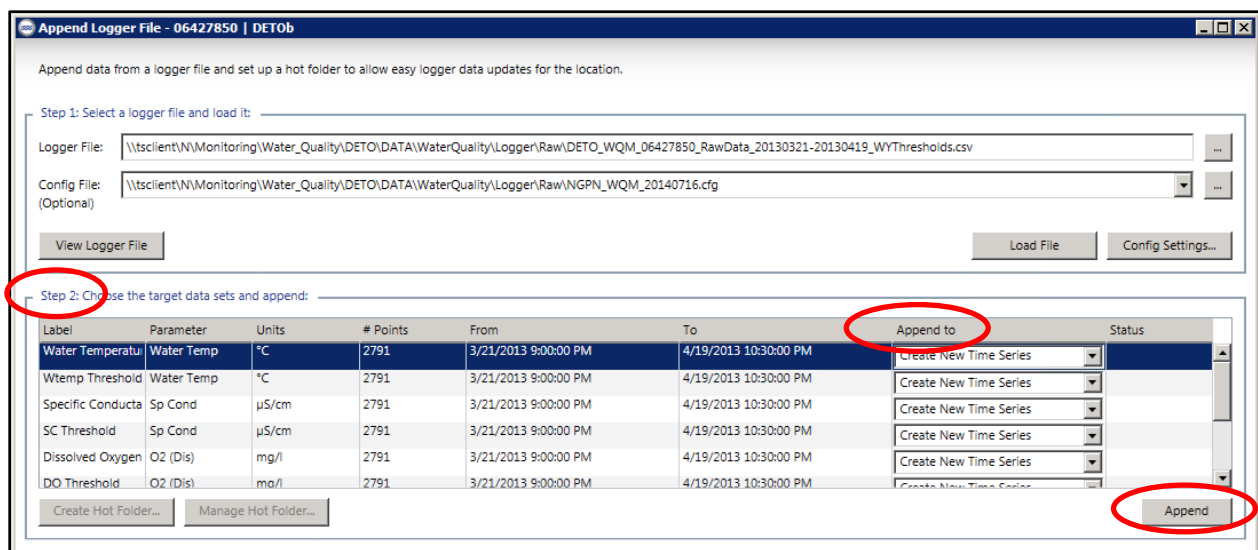 Append Logger File - 06427850 | DETOb
Append data from a logger file and set up a hot folder to allow easy logger data updates for the location.
Step 1: Select a logger file and load it:
Logger File: \\tsclient\N\Monitoring\Water_Quality\DETO\DATA\WaterQuality\Logger\Raw\DETO_WQM_06427850_RawData_20130321-20130419_WYThresholds.csv ...
Config File: \\tsclient\N\Monitoring\Water_Quality\DETO\DATA\WaterQuality\Logger\Raw\NGPN_WQM_20140716.cfg ...
(Optional)
View Logger File Load File Config Settings...
Step 2: Choose the target data sets and append:
Label Parameter Units # Points From To Append to Status
Water Temperatu Water Temp °C 2791 3/21/2013 9:00:00 PM 4/19/2013 10:30:00 PM Create New Time Series
Wtemp Threshold Water Temp °C 2791 3/21/2013 9:00:00 PM 4/19/2013 10:30:00 PM Create New Time Series
Specific Conducta Sp Cond µS/cm 2791 3/21/2013 9:00:00 PM 4/19/2013 10:30:00 PM Create New Time Series
SC Threshold Sp Cond µS/cm 2791 3/21/2013 9:00:00 PM 4/19/2013 10:30:00 PM Create New Time Series
Dissolved Oxygen O2 (Dis) mg/l 2791 3/21/2013 9:00:00 PM 4/19/2013 10:30:00 PM Create New Time Series
DO Threshold O2 (Dis) mg/l 2791 3/21/2013 9:00:00 PM 4/19/2013 10:30:00 PM Create New Time Series
Create Hot Folder... Manage Hot Folder... Append